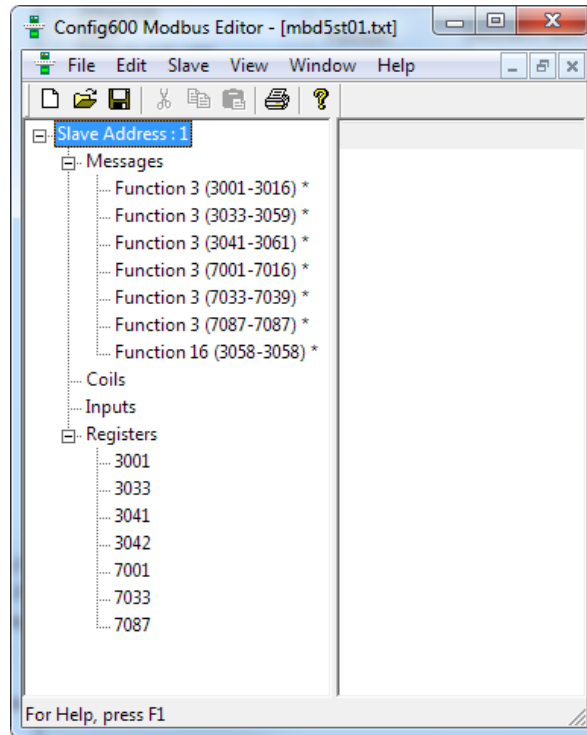 Config600 Modbus Editor - [mbd5st01.txt]
File Edit Slave View Window Help
Slave Address : 1
Messages
Function 3 (3001-3016) *
Function 3 (3033-3059) *
Function 3 (3041-3061) *
Function 3 (7001-7016) *
Function 3 (7033-7039) *
Function 3 (7087-7087) *
Function 16 (3058-3058) *
Coils
Inputs
Registers
3001
3033
3041
3042
7001
7033
7087
For Help, press F1